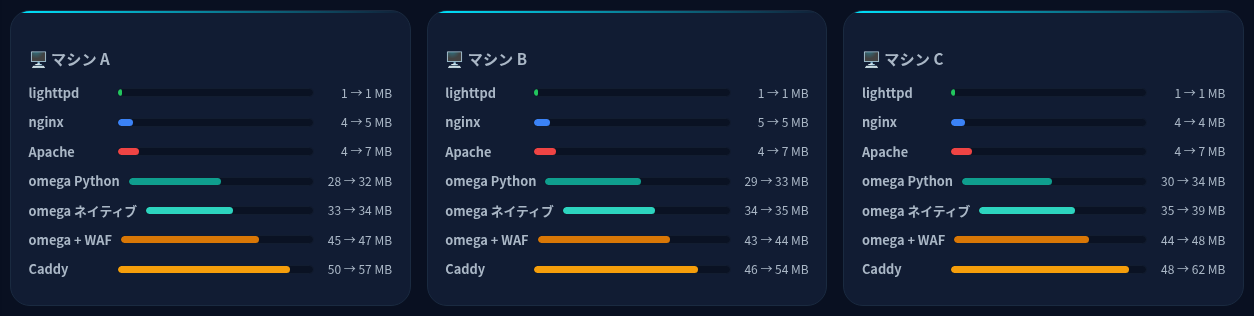 マシン A
lighttpd 1 → 1 MB
nginx 4 → 5 MB
Apache 4 → 7 MB
omega Python 28 → 32 MB
omega ネイティブ 33 → 34 MB
omega + WAF 45 → 47 MB
Caddy 50 → 57 MB
マシン B
lighttpd 1 → 1 MB
nginx 5 → 5 MB
Apache 4 → 7 MB
omega Python 29 → 33 MB
omega ネイティブ 34 → 35 MB
omega + WAF 43 → 44 MB
Caddy 46 → 54 MB
マシン C
lighttpd 1 → 1 MB
nginx 4 → 4 MB
Apache 4 → 7 MB
omega Python 30 → 34 MB
omega ネイティブ 35 → 39 MB
omega + WAF 44 → 48 MB
Caddy 48 → 62 MB